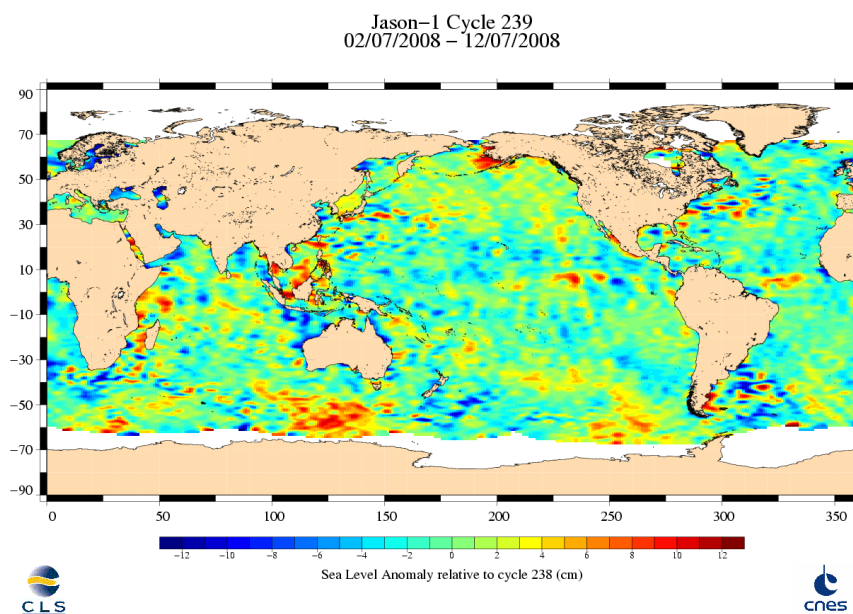 Jason−1 Cycle 239
02/07/2008 − 12/07/2008
90
70
50
30
10
−10
−30
−50
−70
−90
0 50 100 150 200 250 300 350
−12 −10 −8 −6 −4 −2 0 2 4 6 8 10 12
Sea Level Anomaly relative to cycle 238 (cm)
CLS
cnes